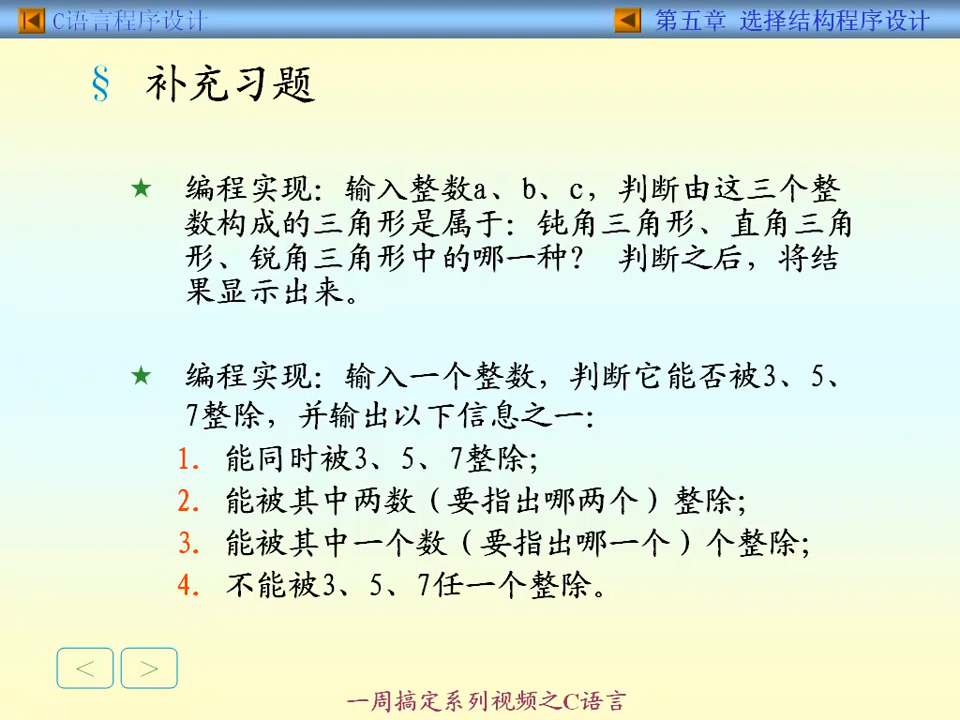 C语言程序设计
第五章 选择结构程序设计
§ 补充习题
★ 编程实现：输入整数a、b、c，判断由这三个整
数构成的三角形是属于：钝角三角形、直角三角
形、锐角三角形中的哪一种？ 判断之后，将结
果显示出来。
★ 编程实现：输入一个整数，判断它能否被3、5、
7整除，并输出以下信息之一：
1. 能同时被3、5、7整除；
2. 能被其中两数（要指出哪两个）整除；
3. 能被其中一个数（要指出哪一个）个整除；
4. 不能被3、5、7任一个整除。
< >
一周搞定系列视频之C语言